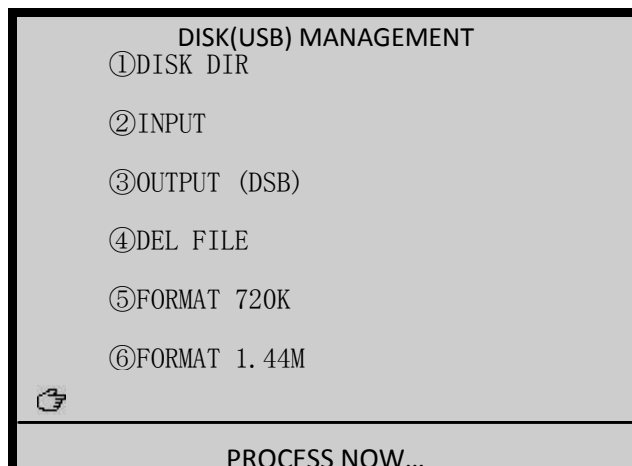 DISK(USB) MANAGEMENT
①DISK DIR
②INPUT
③OUTPUT (DSB)
④DEL FILE
⑤FORMAT 720K
⑥FORMAT 1.44M
PROCESS NOW…